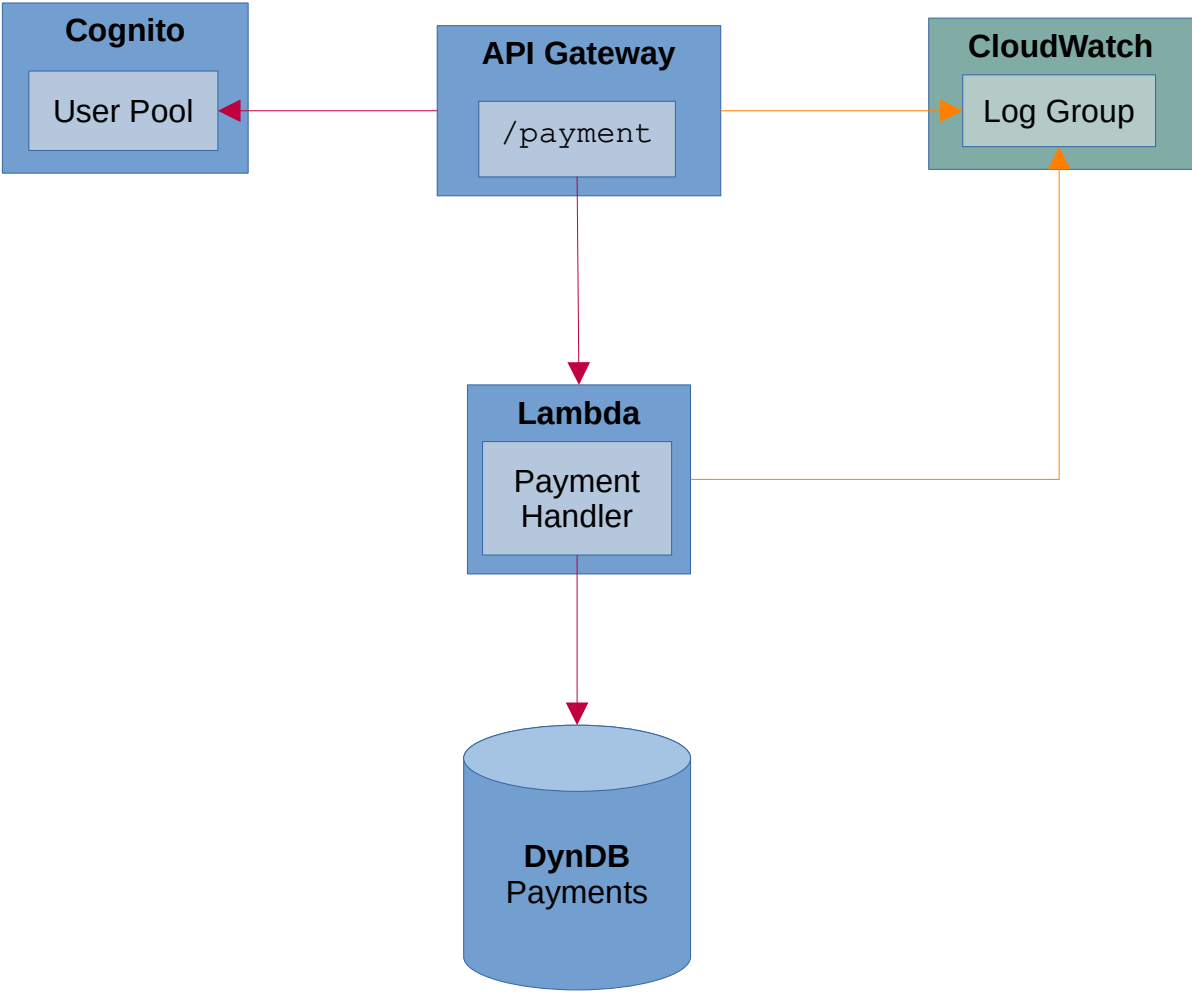 Cognito
User Pool
API Gateway
/payment
CloudWatch
Log Group
Lambda
Payment
Handler
DynDB
Payments